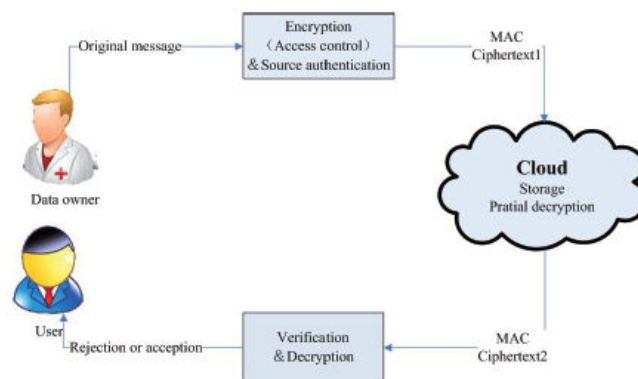 Original message
Encryption
(Access control)
& Source authentication
MAC
Ciphertext1
Data owner
Cloud
Storage
Pratial decryption
User
Rejection or acception
Verification
& Decryption
MAC
Ciphertext2